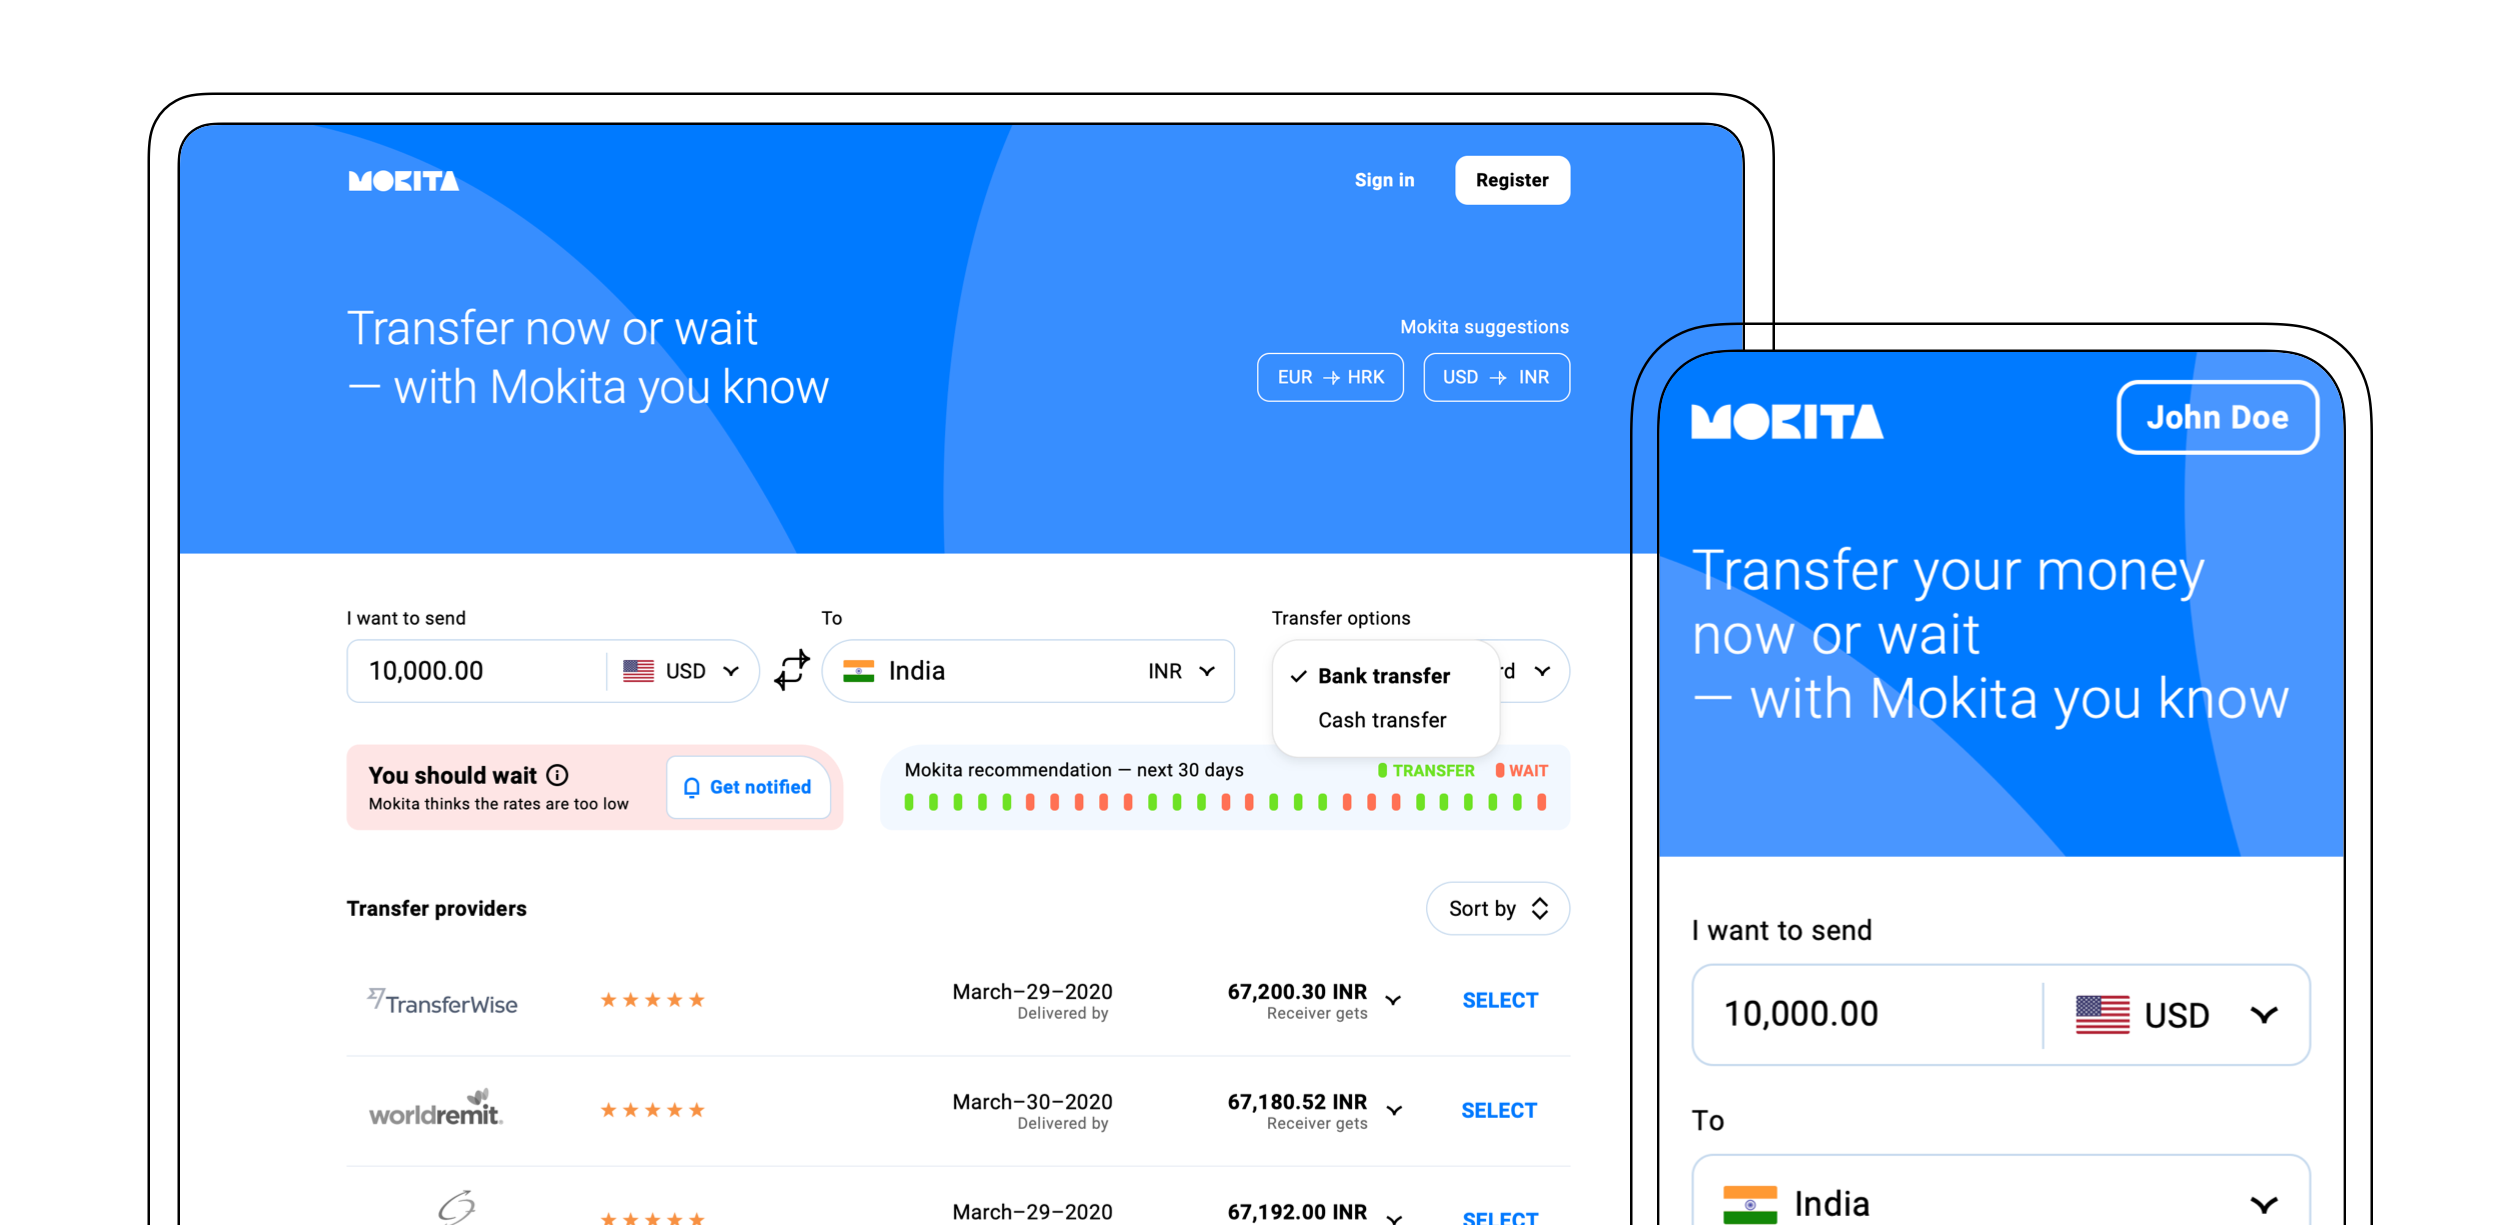 MOKITA
Sign in
Register
Transfer now or wait
— with Mokita you know
Mokita suggestions
EUR HRK
USD INR
I want to send
10,000.00
USD
To
India
INR
Transfer options
Bank transfer
Cash transfer
You should wait
Mokita thinks the rates are too low
Get notified
Mokita recommendation — next 30 days
TRANSFER
WAIT
Transfer providers
Sort by
TransferWise
March–29–2020
Delivered by
67,200.30 INR
Receiver gets
SELECT
worldremit
March–30–2020
Delivered by
67,180.52 INR
Receiver gets
SELECT
March–29–2020
67,192.00 INR
SELECT
MOKITA
John Doe
Transfer your money
now or wait
— with Mokita you know
I want to send
10,000.00
USD
To
India